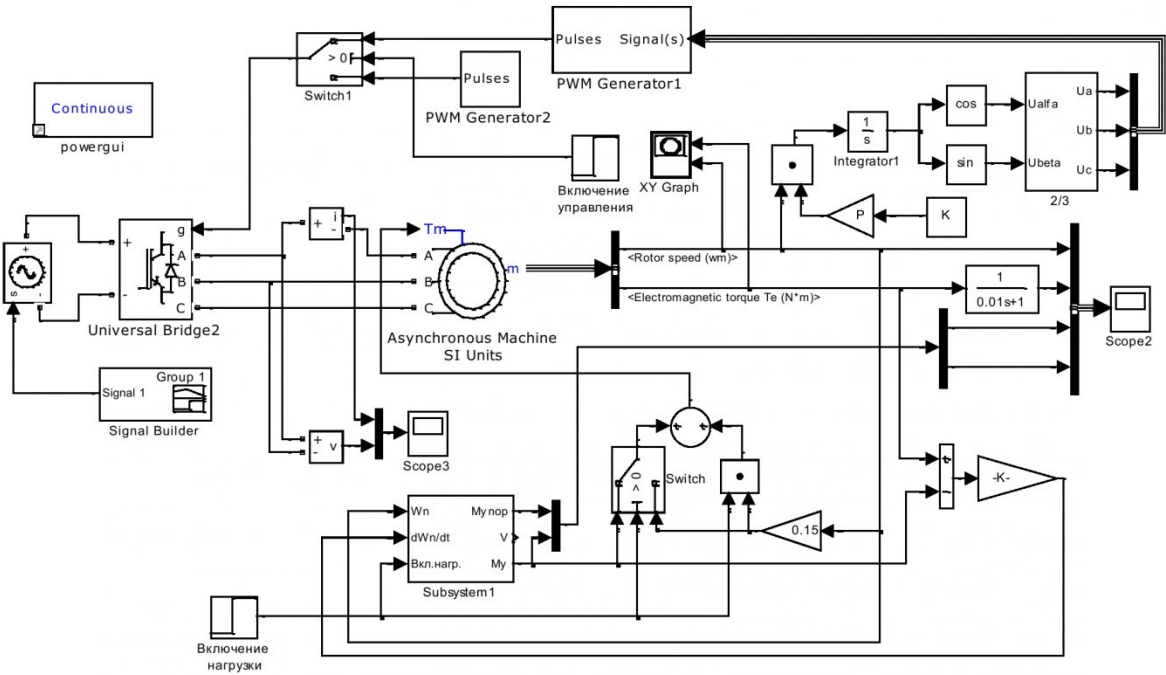 Pulses Signal(s)
PWM Generator1
> 0
Switch1
Pulses
PWM Generator2
Continuous
powergui
cos
sin
1
s
Integrator1
Ualfa
Ubeta
Ua
Ub
Uc
2/3
Включение
управления
XY Graph
P
K
g
A
B
C
+
-
Universal Bridge2
s
i
+
-
Tm
A
B
C
m
Asynchronous Machine
SI Units
<Rotor speed (wm)>
<Electromagnetic torque Te (N*m)>
1
0.01s+1
Scope2
Group 1
Signal 1
Signal Builder
+
-
v
Scope3
> 0
Switch
0.15
-K-
Wn
dWn/dt
Вкл.нагр.
My пор
V
My
Subsystem1
Включение
нагрузки